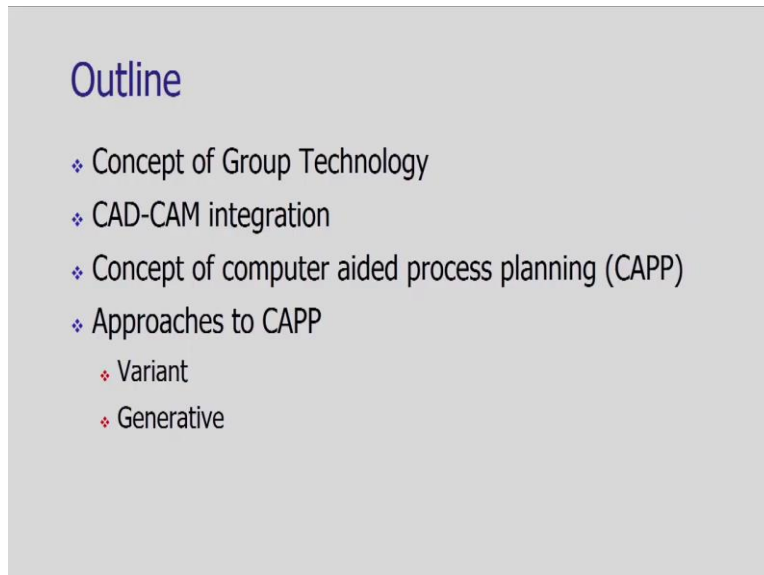 Outline
Concept of Group Technology
CAD-CAM integration
Concept of computer aided process planning (CAPP)
Approaches to CAPP
Variant
Generative